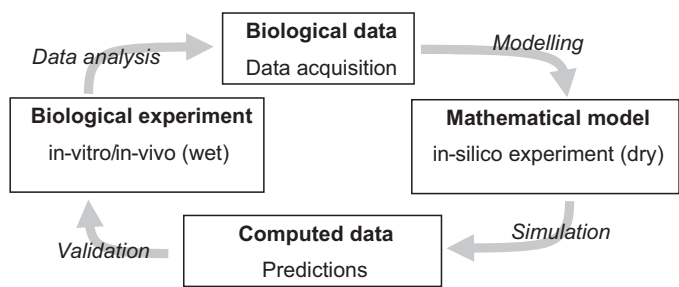 Biological data
Data acquisition
Modelling
Mathematical model
in-silico experiment (dry)
Simulation
Computed data
Predictions
Validation
Biological experiment
in-vitro/in-vivo (wet)
Data analysis